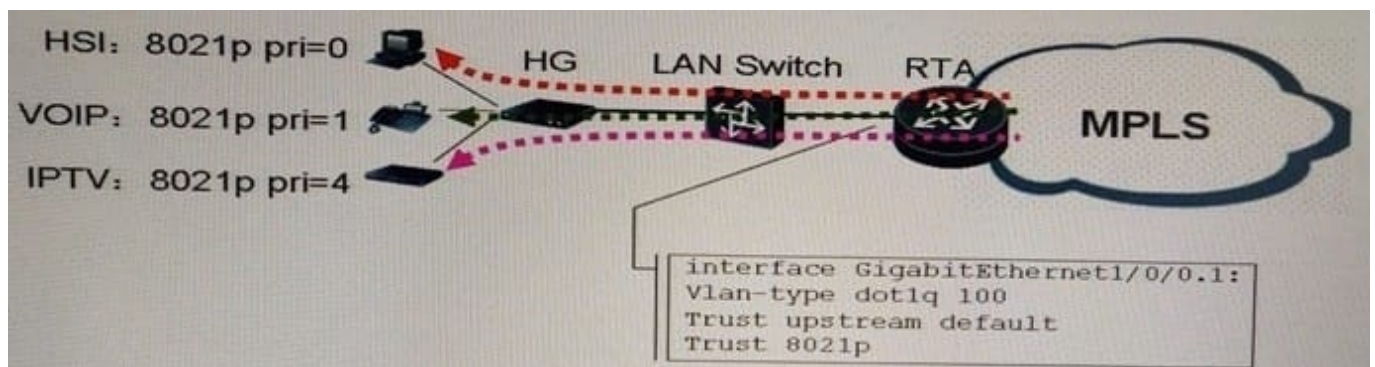 HSI: 8021p pri=0
HG
LAN Switch
RTA
VOIP: 8021p pri=1
MPLS
IPTV: 8021p pri=4
interface GigabitEthernet1/0/0.1:
Vlan-type dot1q 100
Trust upstream default
Trust 8021p